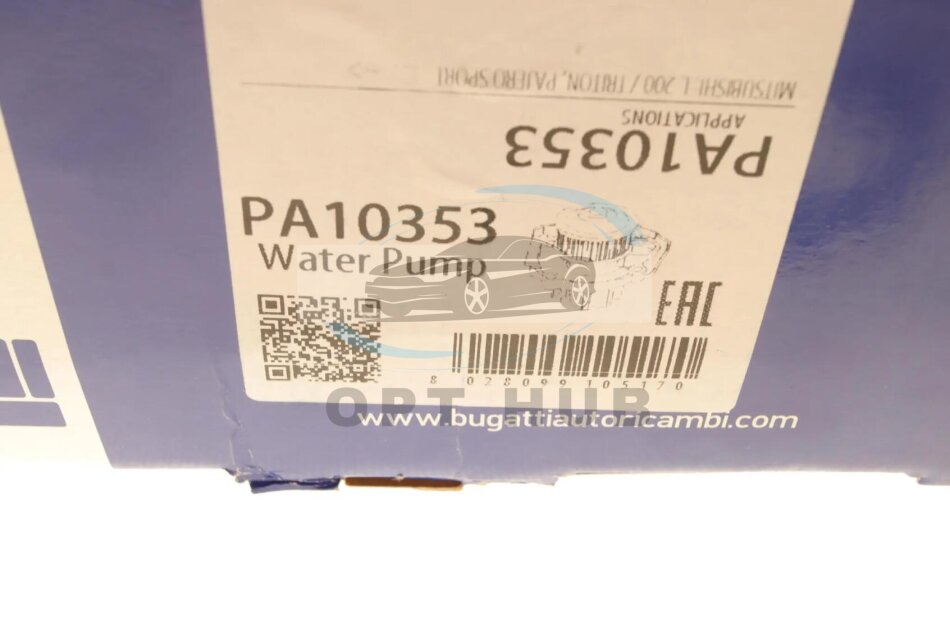 MITSUBISHI: L 200 / TRITON, PAJERO SPORT
APPLICATIONS
PA10353
PA10353
Water Pump
EAC
8 028099 105170
OPT HUB
www.bugattiautoricambi.com